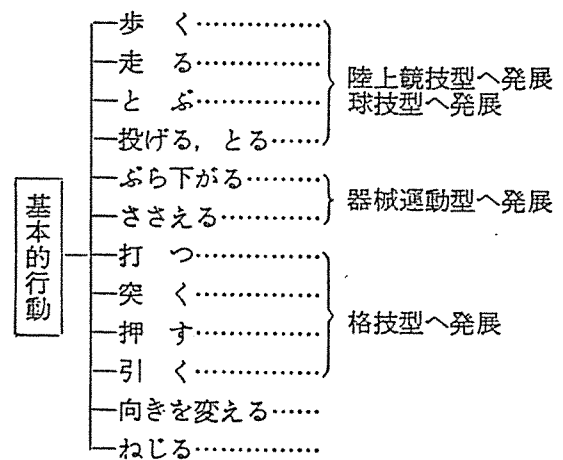 基本的行動
歩く……………
走る……………
とぶ……………
投げる，とる……
陸上競技型へ発展
球技型へ発展
ぶら下がる………
ささえる…………
器械運動型へ発展
打つ……………
突く……………
押す……………
引く……………
格技型へ発展
向きを変える……
ねじる……………